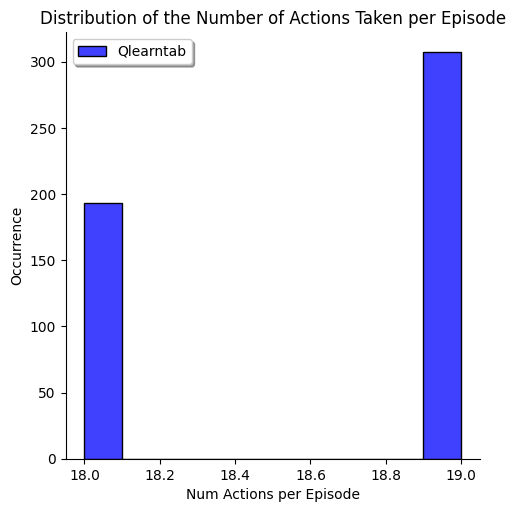 Distribution of the Number of Actions Taken per Episode
Qlearntab
300
250
200
150
100
50
0
Occurrence
18.0 18.2 18.4 18.6 18.8 19.0
Num Actions per Episode